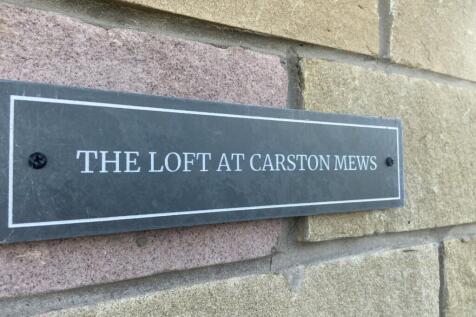 THE LOFT AT CARSTON MEWS